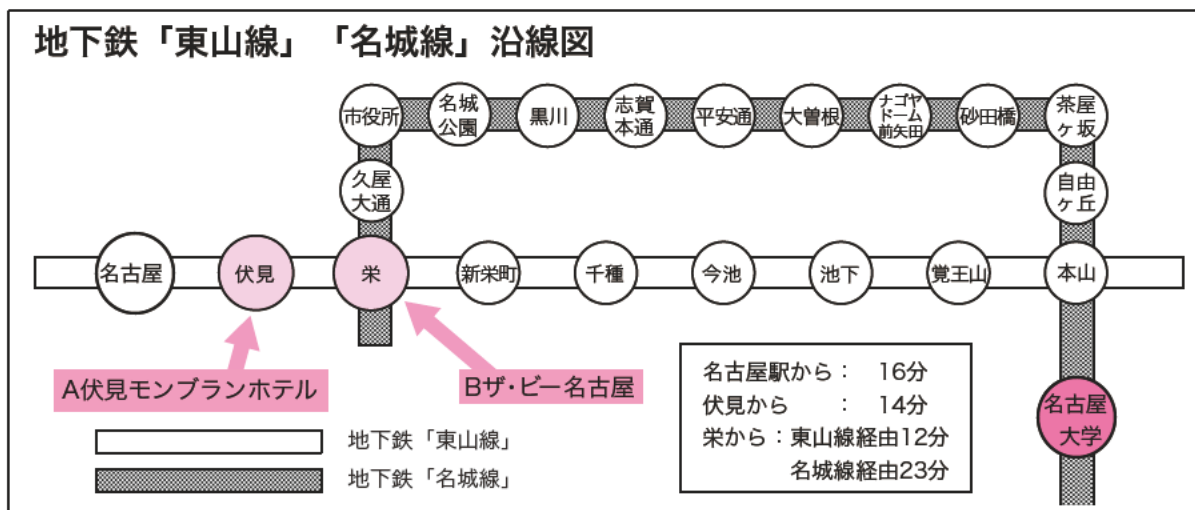 地下鉄「東山線」「名城線」沿線図
市役所
名城
公園
黒川
志賀
本通
平安通
大曽根
ナゴヤ
ドーム
前矢田
砂田橋
茶屋
ヶ坂
久屋
大通
自由
ヶ丘
名古屋
伏見
栄
新栄町
千種
今池
池下
覚王山
本山
A伏見モンブランホテル
Bザ・ビー名古屋
名古屋駅から： 16分
伏見から ： 14分
栄から：東山線経由12分
名城線経由23分
名古屋
大学
地下鉄「東山線」
地下鉄「名城線」